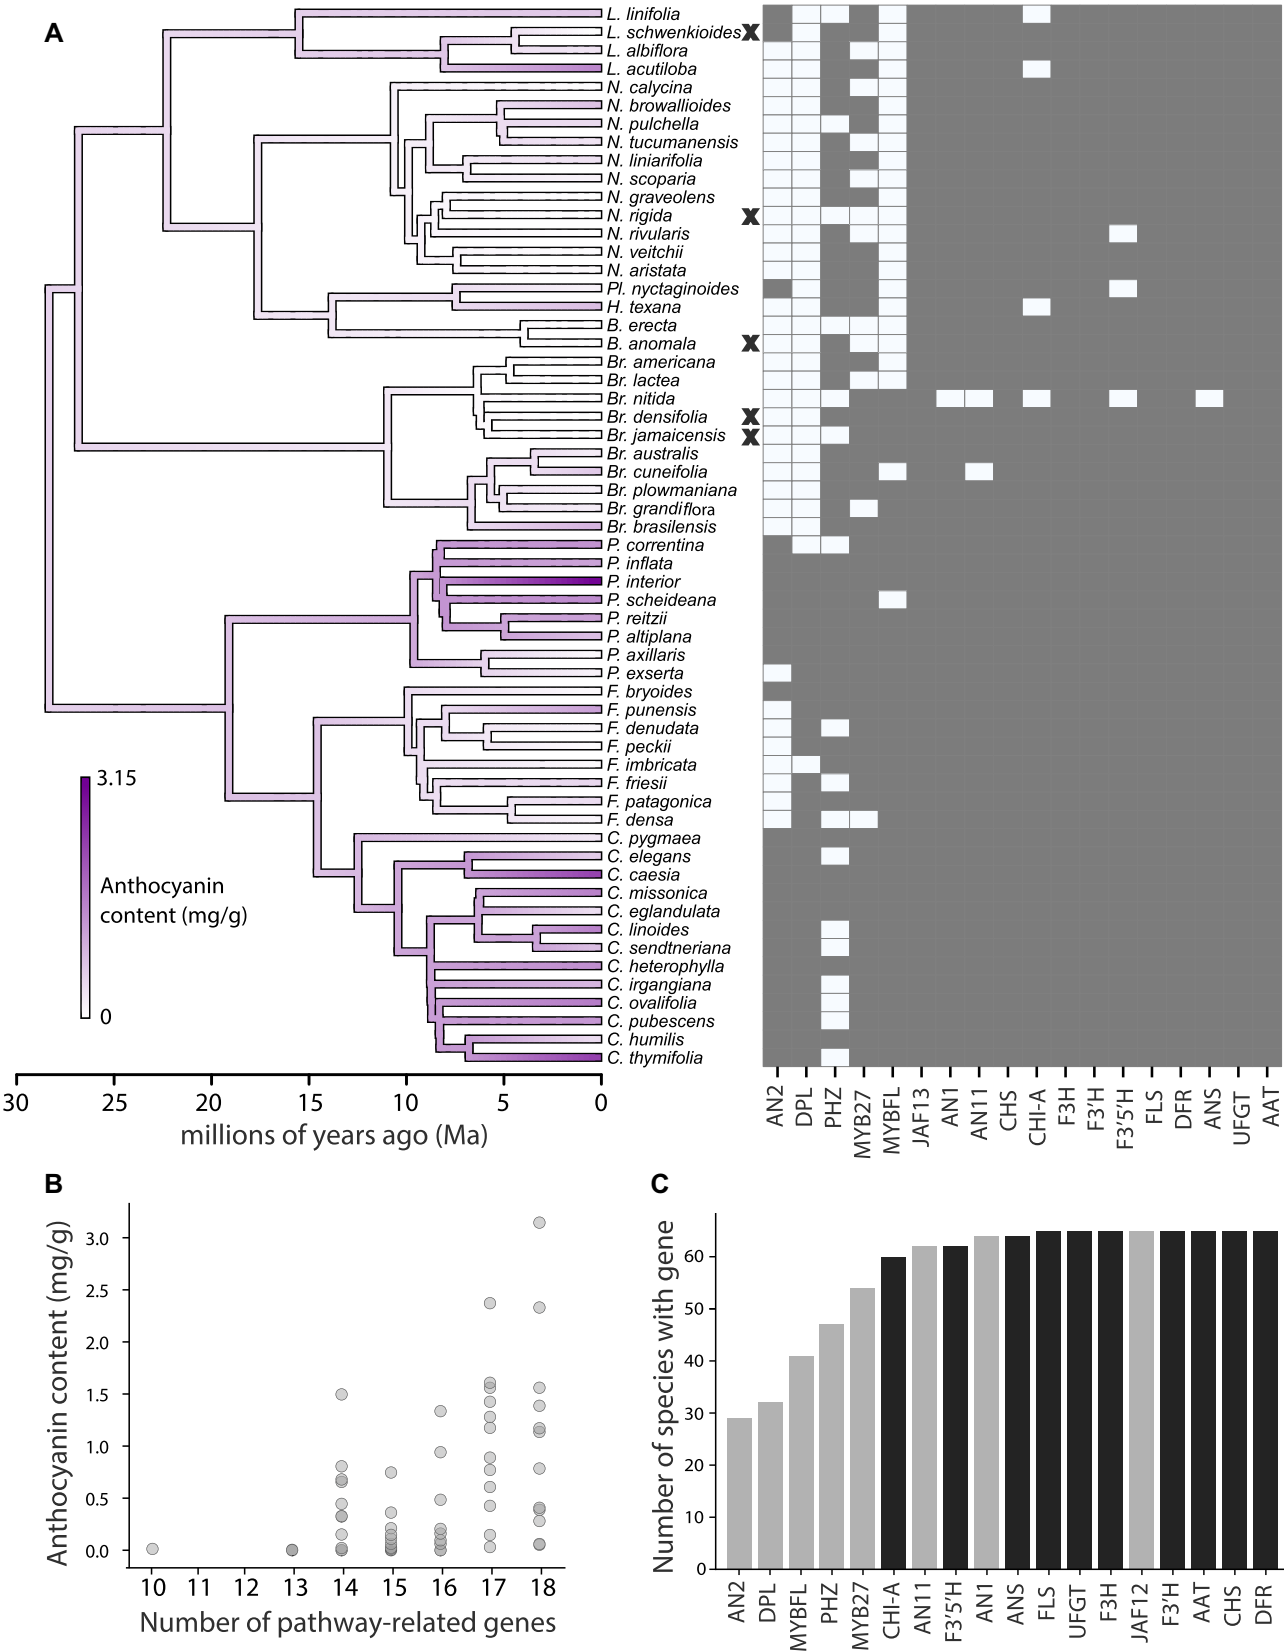 A
L. linifolia
L. schwenkioides X
L. albiflora
L. acutiloba
N. calycina
N. browallioides
N. pulchella
N. tucumanensis
N. liniarifolia
N. scoparia
N. graveolens
N. rigida X
N. rivularis
N. veitchii
N. aristata
Pl. nyctaginoides
H. texana
B. erecta
B. anomala X
Br. americana
Br. lactea
Br. nitida
Br. densifolia X
Br. jamaicensis X
Br. australis
Br. cuneifolia
Br. plowmaniana
Br. grandiflora
Br. brasilensis
P. correntina
P. inflata
P. interior
P. scheideana
P. reitzii
P. altiplana
P. axillaris
P. exserta
F. bryoides
F. punensis
F. denudata
F. peckii
F. imbricata
F. friesii
F. patagonica
F. densa
C. pygmaea
C. elegans
C. caesia
C. missonica
C. eglandulata
C. linoides
C. sendtneriana
C. heterophylla
C. irgangiana
C. ovalifolia
C. pubescens
C. humilis
C. thymifolia
3.15
Anthocyanin
content (mg/g)
0
30 25 20 15 10 5 0
millions of years ago (Ma)
AN2 DPL PHZ MYB27 MYBFL JAF13 AN1 AN11 CHS CHI-A F3H F3'H F3'5'H FLS DFR ANS UFGT AAT
B
Anthocyanin content (mg/g)
3.0
2.5
2.0
1.5
1.0
0.5
0.0
10 11 12 13 14 15 16 17 18
Number of pathway-related genes
C
Number of species with gene
60
50
40
30
20
10
0
AN2 DPL MYBFL PHZ MYB27 CHI-A AN11 F3'5'H AN1 ANS FLS UFGT F3H JAF12 F3'H AAT CHS DFR